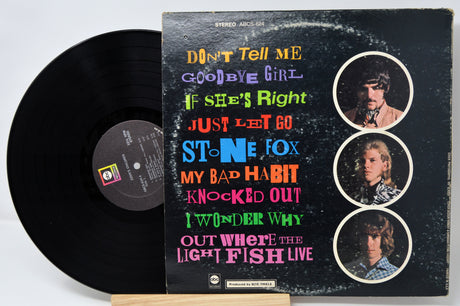 STEREO ABCS-624
DON'T Tell ME
GOODBYE GIRL
IF SHE'S Right
JUST LET GO
STONE FOX
MY BAD HABIT
KNOCKED OUT
I WONDER WHY
OUT WHERE THE
LIGHT FISH LIVE
abc
Produced by BOB THIELE